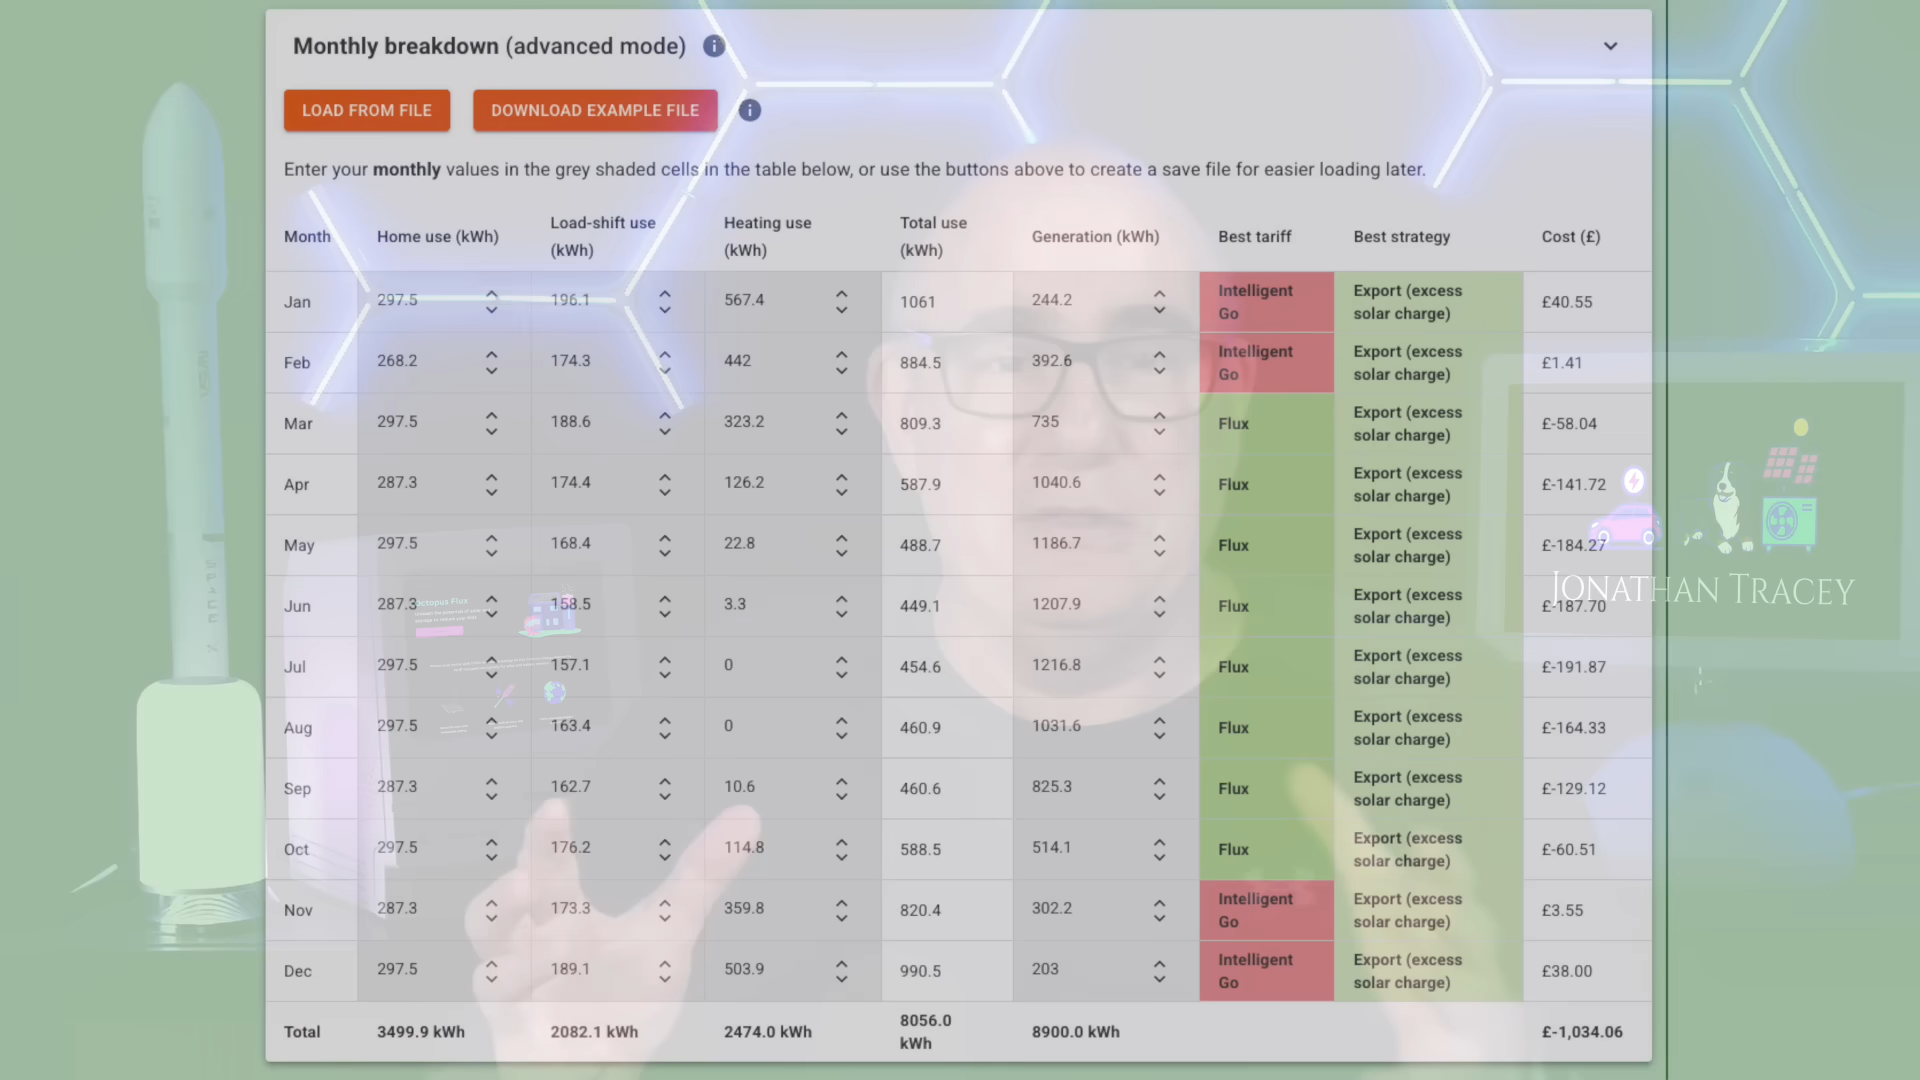 Monthly breakdown (advanced mode)
LOAD FROM FILE
DOWNLOAD EXAMPLE FILE
Enter your monthly values in the grey shaded cells in the table below, or use the buttons above to create a save file for easier loading later.
Month Home use (kWh) Load-shift use (kWh) Heating use (kWh) Total use (kWh) Generation (kWh) Best tariff Best strategy Cost (£)
Jan 297.5 196.1 567.4 1061 244.2 Intelligent Go Export (excess solar charge) £40.55
Feb 268.2 174.3 442 884.5 392.6 Intelligent Go Export (excess solar charge) £1.41
Mar 297.5 188.6 323.2 809.3 735 Flux Export (excess solar charge) £-58.04
Apr 287.3 174.4 126.2 587.9 1040.6 Flux Export (excess solar charge) £-141.72
May 297.5 168.4 22.8 488.7 1186.7 Flux Export (excess solar charge) £-184.27
Jun 287.3 158.5 3.3 449.1 1207.9 Flux Export (excess solar charge) £-187.70
Jul 297.5 157.1 0 454.6 1216.8 Flux Export (excess solar charge) £-191.87
Aug 297.5 163.4 0 460.9 1031.6 Flux Export (excess solar charge) £-164.33
Sep 287.3 162.7 10.6 460.6 825.3 Flux Export (excess solar charge) £-129.12
Oct 297.5 176.2 114.8 588.5 514.1 Flux Export (excess solar charge) £-60.51
Nov 287.3 173.3 359.8 820.4 302.2 Intelligent Go Export (excess solar charge) £3.55
Dec 297.5 189.1 503.9 990.5 203 Intelligent Go Export (excess solar charge) £38.00
Total 3499.9 kWh 2082.1 kWh 2474.0 kWh 8056.0 kWh 8900.0 kWh £-1,034.06
Octopus Flux
JONATHAN TRACEY